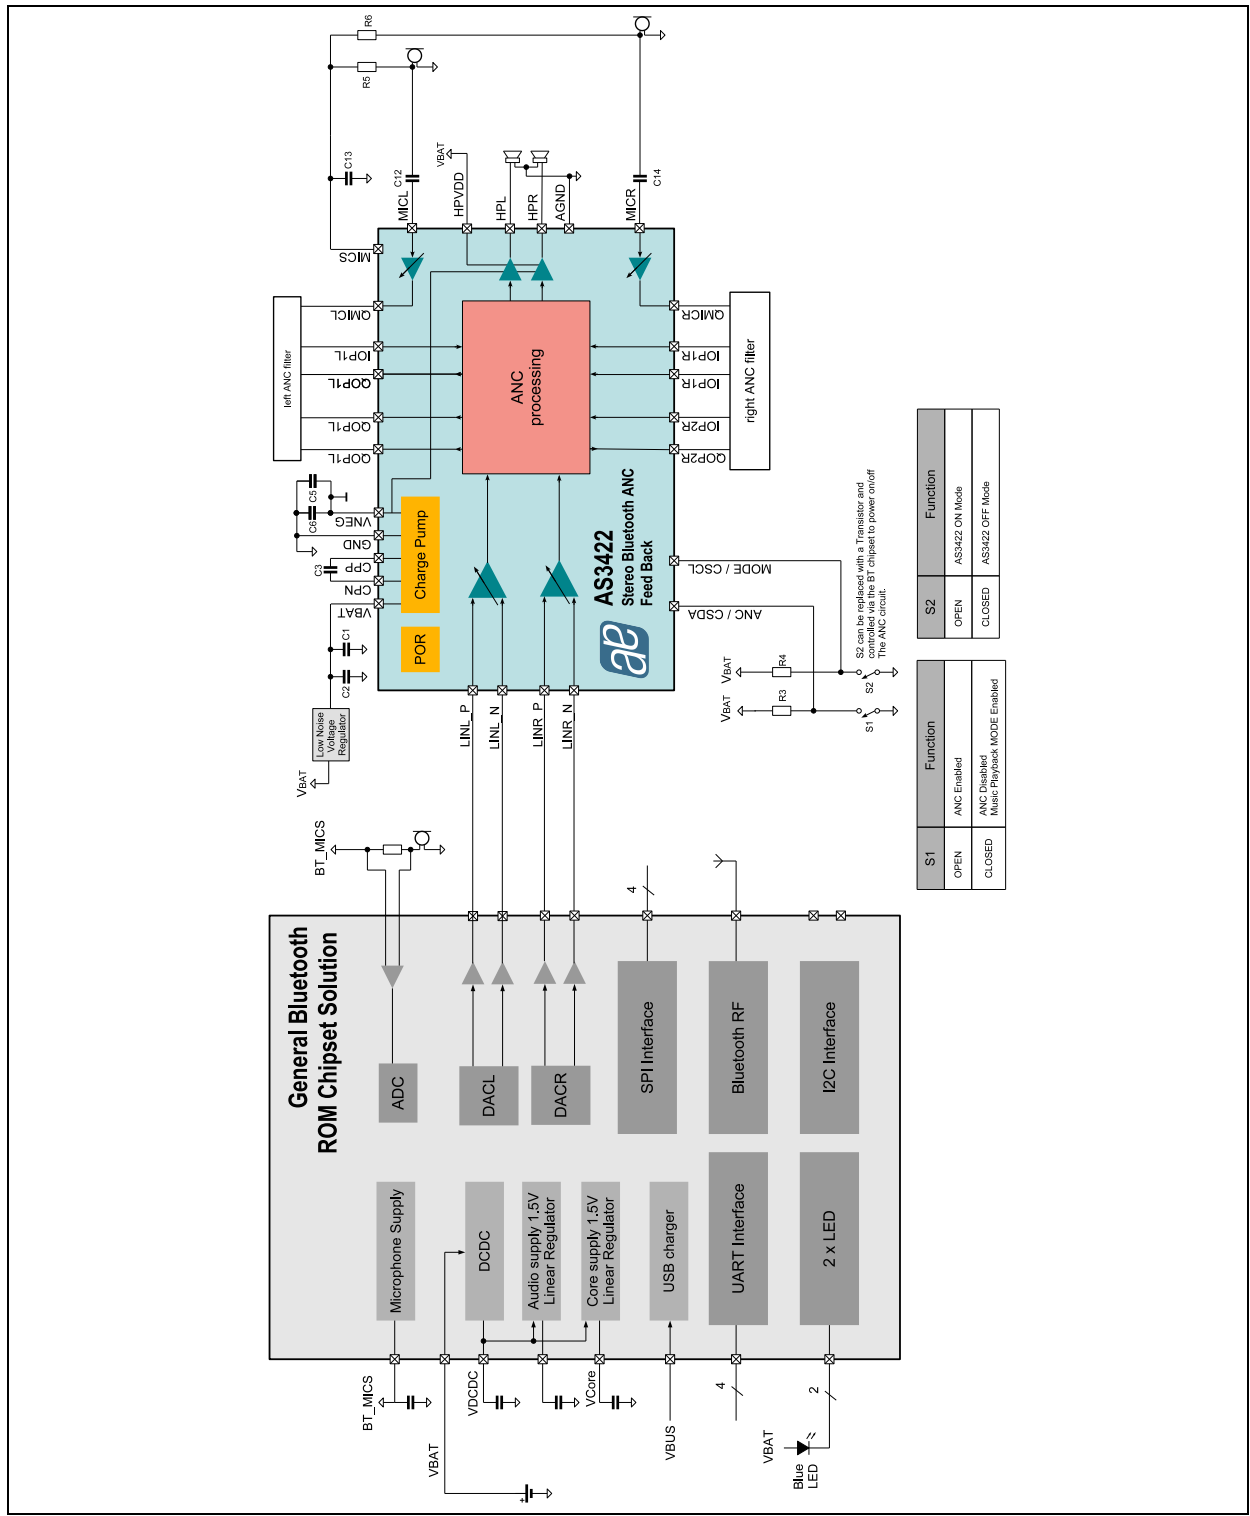 General Bluetooth
ROM Chipset Solution
Microphone Supply
ADC
DCDC
DACL
Audio supply 1.5V
Linear Regulator
DACR
Core supply 1.5V
Linear Regulator
USB charger
SPI Interface
UART Interface
Bluetooth RF
2 x LED
I2C Interface
BT_MICS
VBAT
VDCDC
VCore
VBUS
4
VBAT
Blue
LED
2
4
BT_MICS
LINL_P
LINL_N
LINR_P
LINR_N
VBAT
Low Noise
Voltage
Regulator
C2
C1
VBAT
CPN
C3
CPP
GND
VNEG
C6
C5
QOP1L
QOP1L
QOP1L
IOP1L
QMICL
left ANC filter
MICS
C13
R5
R6
C12
MICL
VBAT
HPVDD
HPL
HPR
AGND
MICR
C14
POR
Charge Pump
ANC
processing
AS3422
Stereo Bluetooth ANC
Feed Back
QMICR
IOP1R
IOP1R
IOP2R
QOP2R
right ANC filter
MODE / CSCL
ANC / CSDA
VBAT
VBAT
R3
R4
S1
S2
S2 can be replaced with a Transistor and
controlled via the BT chipset to power on/off
The ANC circuit.
S1
Function
OPEN
ANC Enabled
CLOSED
ANC Disabled
Music Playback MODE Enabled
S2
Function
OPEN
AS3422 ON Mode
CLOSED
AS3422 OFF Mode